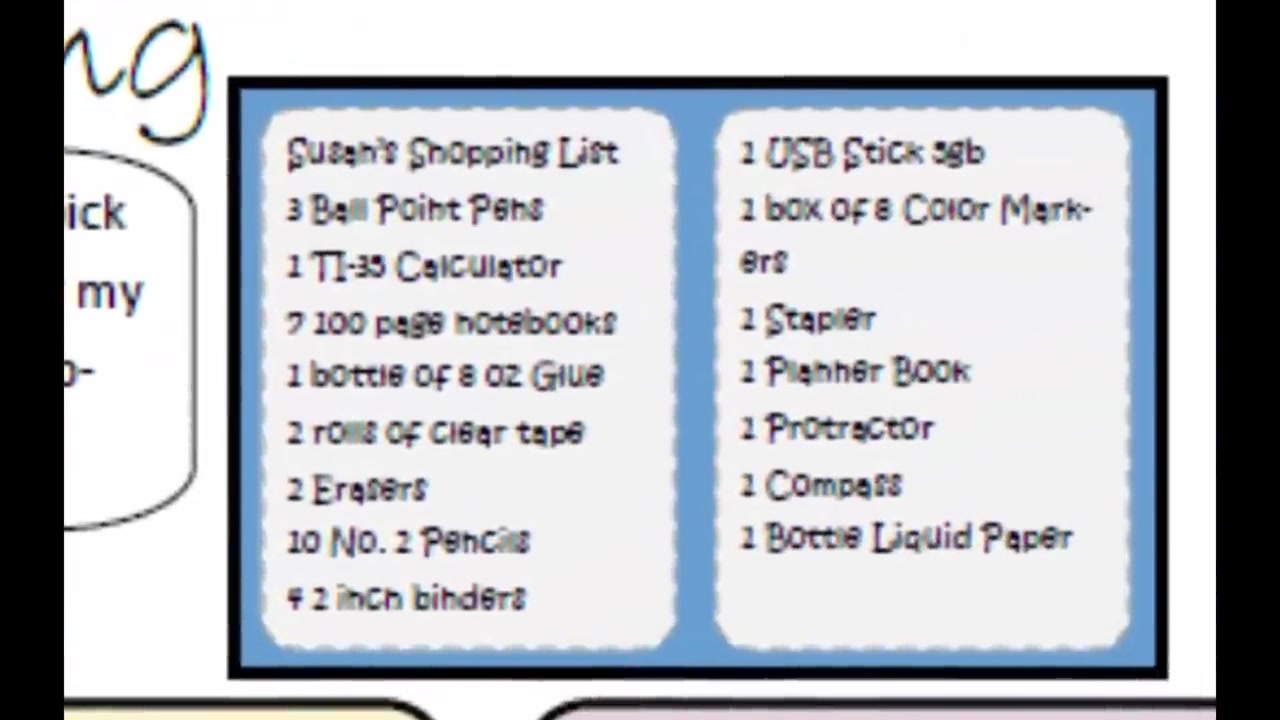 ng
ick
my
Susan's Shopping List
3 Ball Point Pens
1 TI-35 Calculator
7 100 page notebooks
1 bottle of 8 oz Glue
2 rolls of clear tape
2 Erasers
10 No. 2 Pencils
4 2 inch binders
1 USB Stick 3gb
1 box of 8 Color Mark-
ers
1 Stapler
1 Planner Book
1 Protractor
1 Compass
1 Bottle Liquid Paper